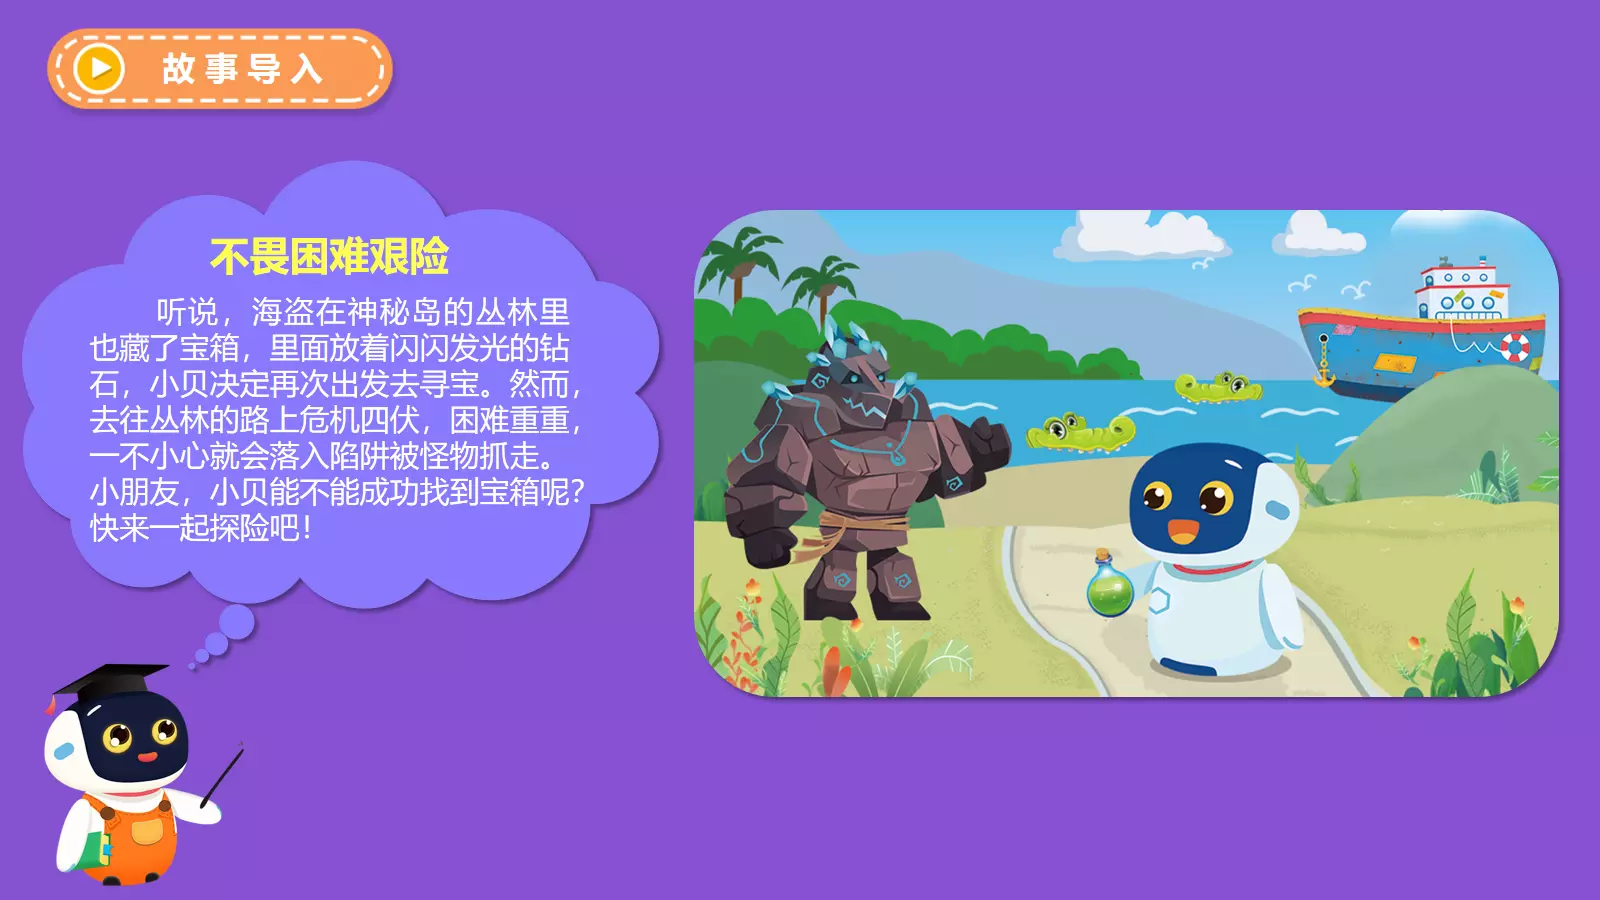 故事导入
不畏困难艰险
听说，海盗在神秘岛的丛林里
也藏了宝箱，里面放着闪闪发光的钻
石，小贝决定再次出发去寻宝。然而，
去往丛林的路上危机四伏，困难重重，
一不小心就会落入陷阱被怪物抓走。
小朋友，小贝能不能成功找到宝箱呢？
快来一起探险吧！